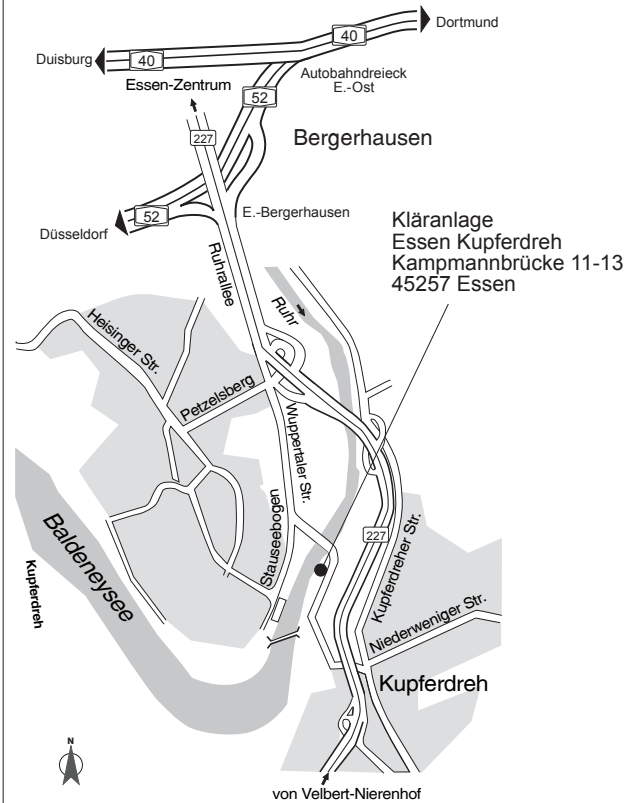 Dortmund
40
Duisburg
40
Autobahndreieck
E.-Ost
Essen-Zentrum
52
227
Bergerhausen
52
E.-Bergerhausen
Düsseldorf
Kläranlage
Essen Kupferdreh
Kampmannbrücke 11-13
45257 Essen
Ruhrallee
Ruhr
Heisinger Str.
Petzelsberg
Wuppertaler Str.
Stauseebogen
227
Kupferdreher Str.
Baldeneysee
Kupferdreh
Niederweniger Str.
Kupferdreh
N
von Velbert-Nierenhof